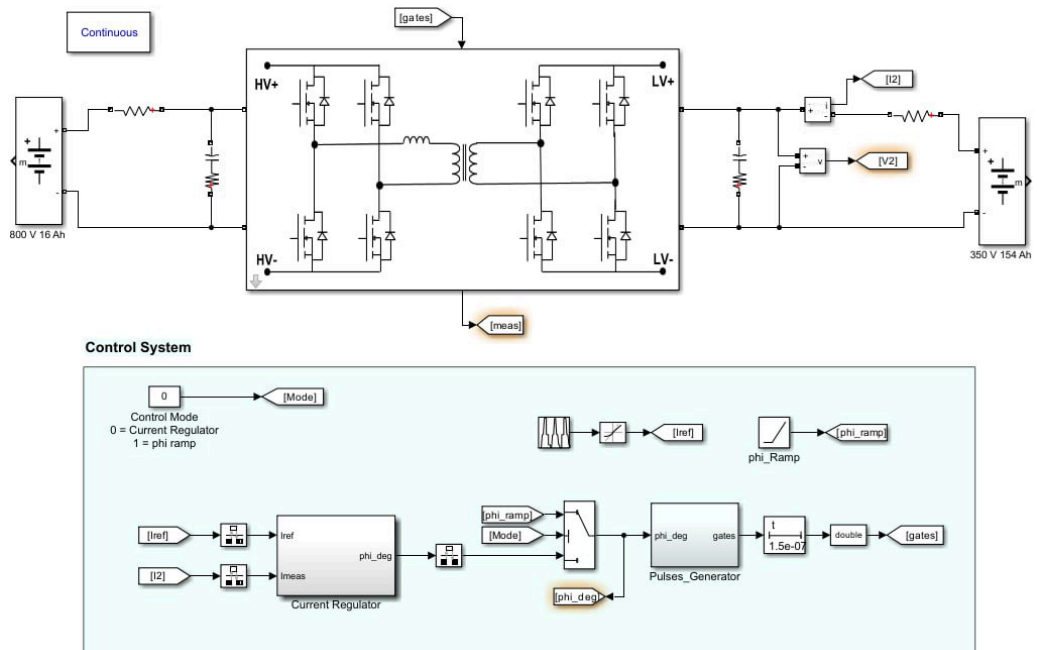 [gates]
Continuous
HV+
LV+
[I2]
+
i
-
+
+
+
-
v
[V2]
+
m
m
-
-
HV-
LV-
800 V 16 Ah
350 V 154 Ah
[meas]
Control System
0
[Mode]
Control Mode
0 = Current Regulator
1 = phi ramp
[Iref]
[phi_ramp]
phi_Ramp
[Iref]
Iref
[phi_ramp]
[Mode]
phi_deg
phi_deg
gates
t
1.5e-07
double
[gates]
[I2]
Imeas
Pulses_Generator
[phi_deg]
Current Regulator